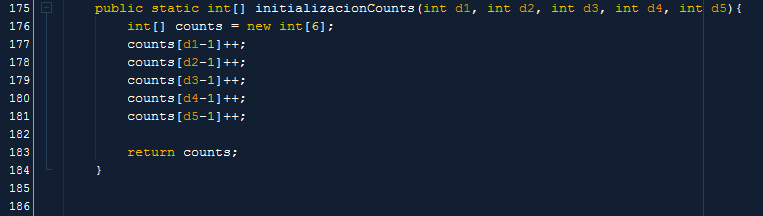 175 public static int[] initializacionCounts(int d1, int d2, int d3, int d4, int d5){
176 int[] counts = new int[6];
177 counts[d1-1]++;
178 counts[d2-1]++;
179 counts[d3-1]++;
180 counts[d4-1]++;
181 counts[d5-1]++;
182
183 return counts;
184 }
185
186